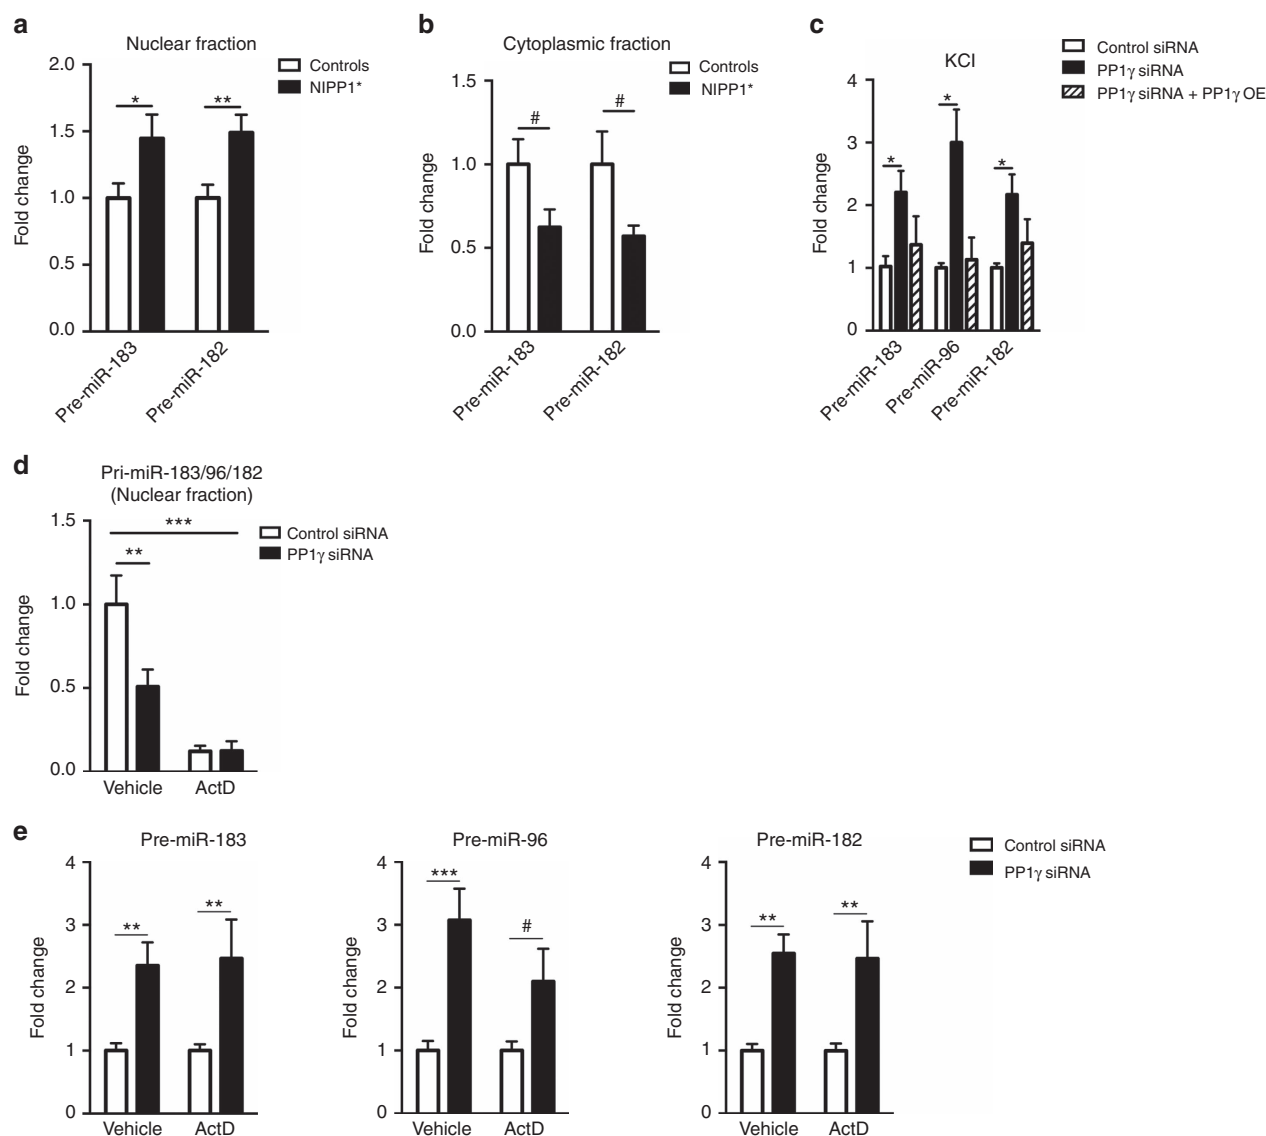 a
Nuclear fraction
Controls
NIPP1*
Fold change
2.0
1.5
1.0
0.5
0.0
*
**
Pre-miR-183
Pre-miR-182
b
Cytoplasmic fraction
Controls
NIPP1*
Fold change
1.5
1.0
0.5
0.0
#
#
Pre-miR-183
Pre-miR-182
c
KCl
Control siRNA
PP1γ siRNA
PP1γ siRNA + PP1γ OE
Fold change
4
3
2
1
0
*
*
*
Pre-miR-183
Pre-miR-96
Pre-miR-182
d
Pri-miR-183/96/182
(Nuclear fraction)
Control siRNA
PP1γ siRNA
Fold change
1.5
1.0
0.5
0.0
***
**
Vehicle
ActD
e
Pre-miR-183
Fold change
4
3
2
1
0
**
**
Vehicle
ActD
Pre-miR-96
Fold change
4
3
2
1
0
***
#
Vehicle
ActD
Pre-miR-182
Fold change
4
3
2
1
0
**
**
Vehicle
ActD
Control siRNA
PP1γ siRNA